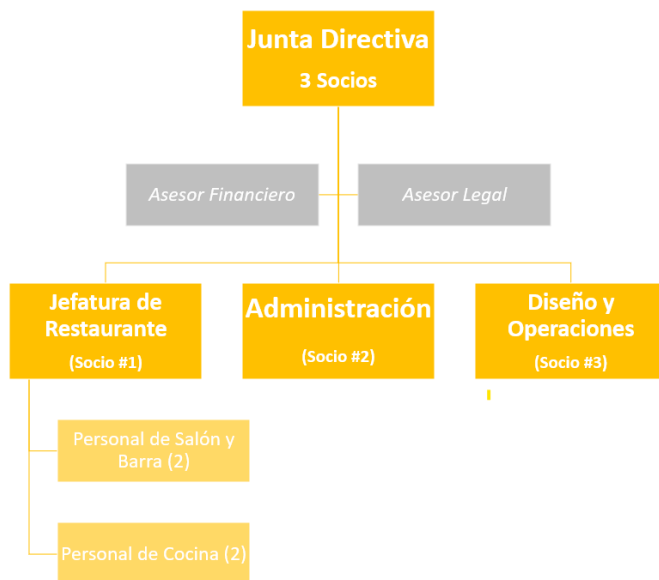 Junta Directiva
3 Socios
Asesor Financiero
Asesor Legal
Jefatura de
Restaurante
(Socio #1)
Administración
(Socio #2)
Diseño y
Operaciones
(Socio #3)
Personal de Salón y
Barra (2)
Personal de Cocina (2)